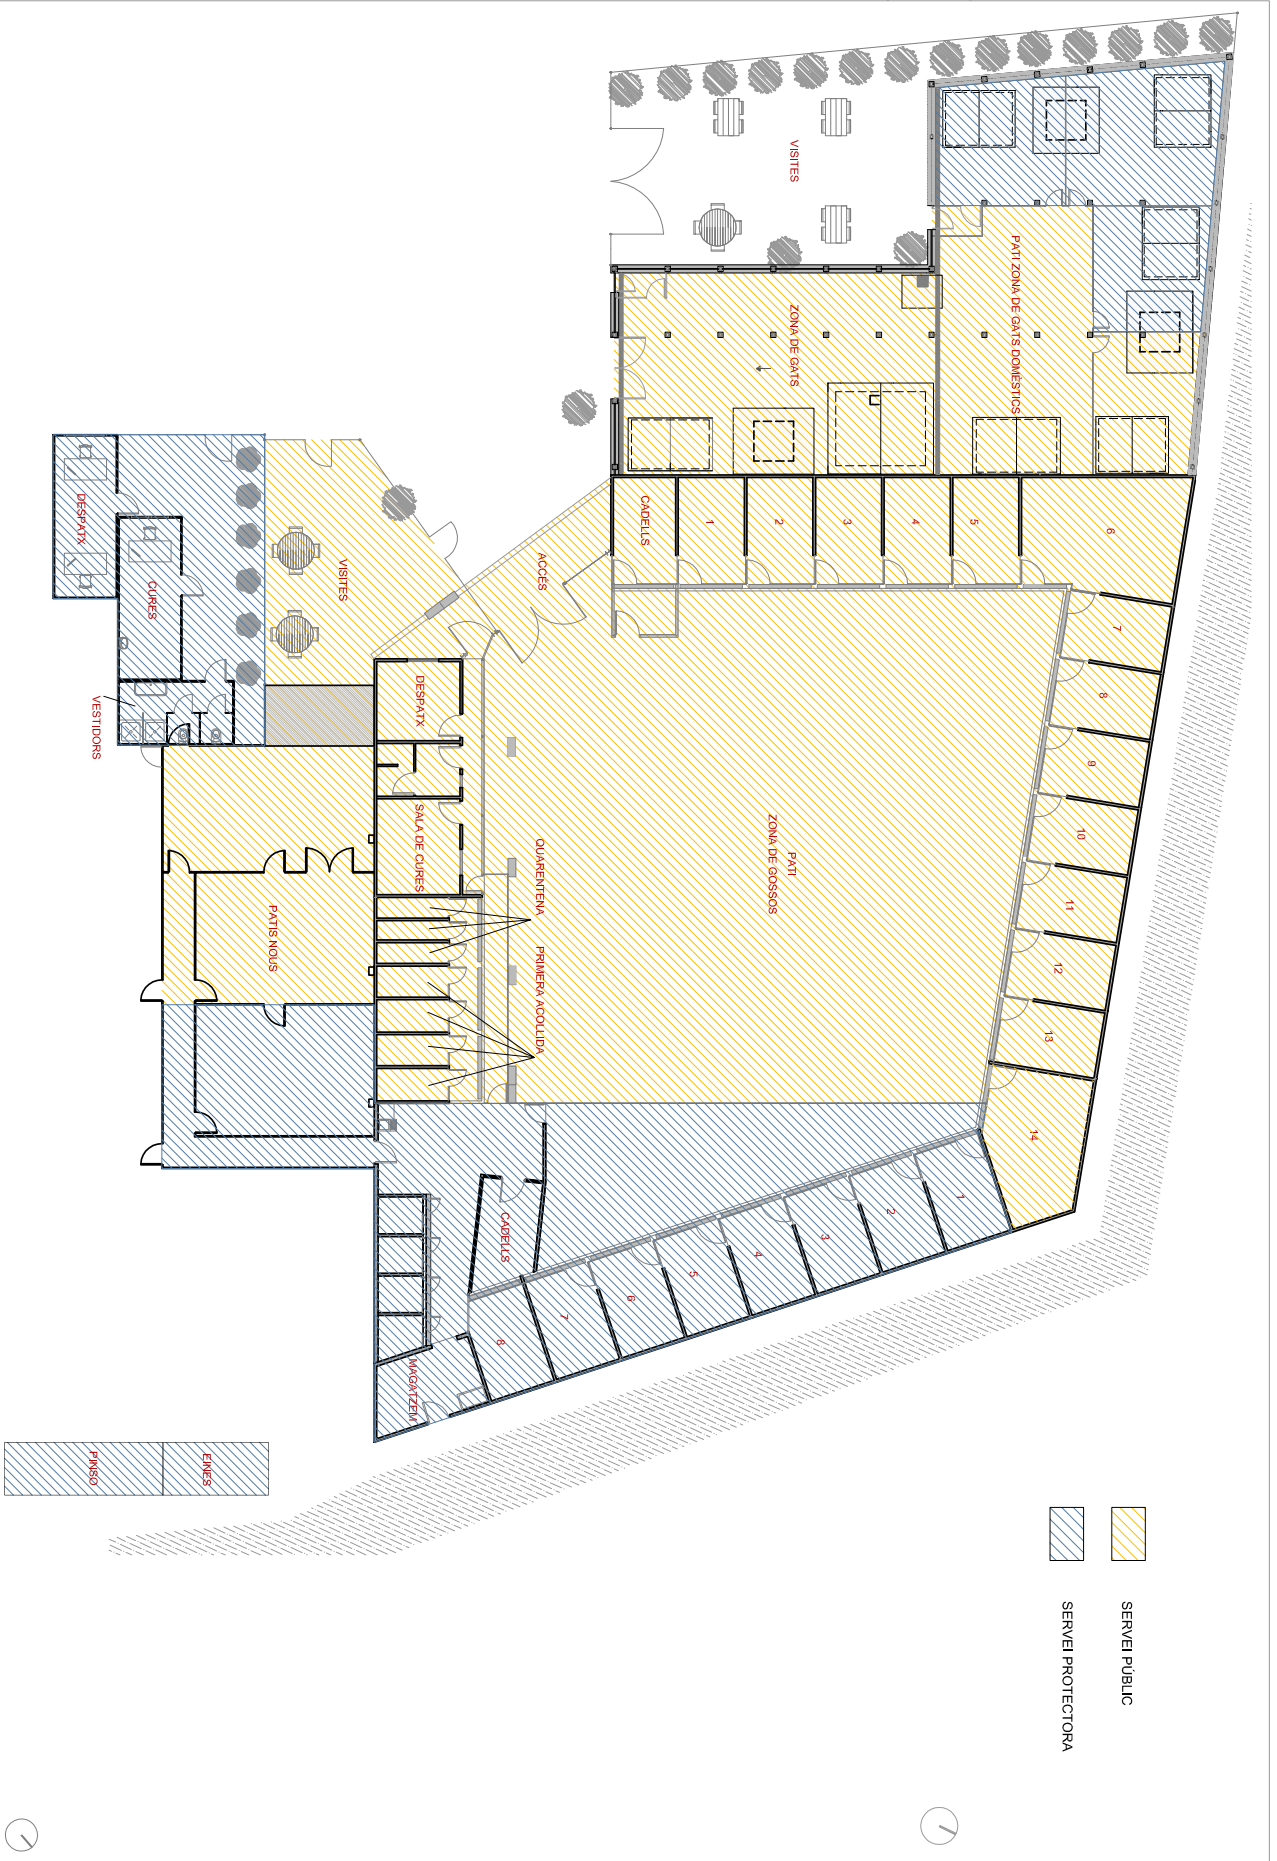 SERVEI PÚBLIC
SERVEI PROTECTORA
VISITES
PATI ZONA DE GATS DOMÈSTICS
ZONA DE GATS
CADELLS
1
2
3
4
5
6
7
8
9
10
11
12
13
14
PATI
ZONA DE GOSSOS
ACCÉS
QUARENTENA
PRIMERA ACOLLIDA
DESPATX
SALA DE CURES
VISITES
PATIS NOUS
DESPATX
CURES
VESTIDORS
1
2
3
4
5
6
7
8
CADELLS
MAGATZEM
EINES
PINSO